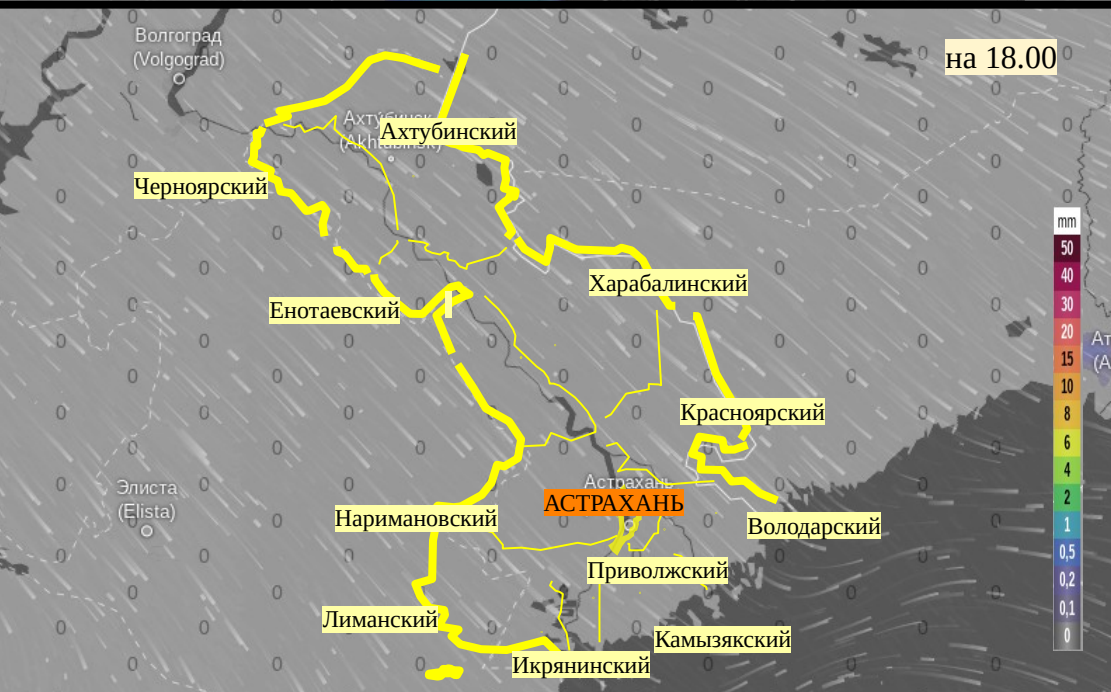 Волгоград
(Volgograd)
на 18.00
Ахтубинск
(Akhtubinsk)
Ахтубинский
Черноярский
mm
50
40
30
20
15
10
8
6
4
2
1
0,5
0,2
0,1
0
Харабалинский
Енотаевский
Ат
(A
Красноярский
Элиста
(Elista)
Астрахань
АСТРАХАНЬ
Наримановский
Володарский
Приволжский
Лиманский
Камызякский
Икрянинский